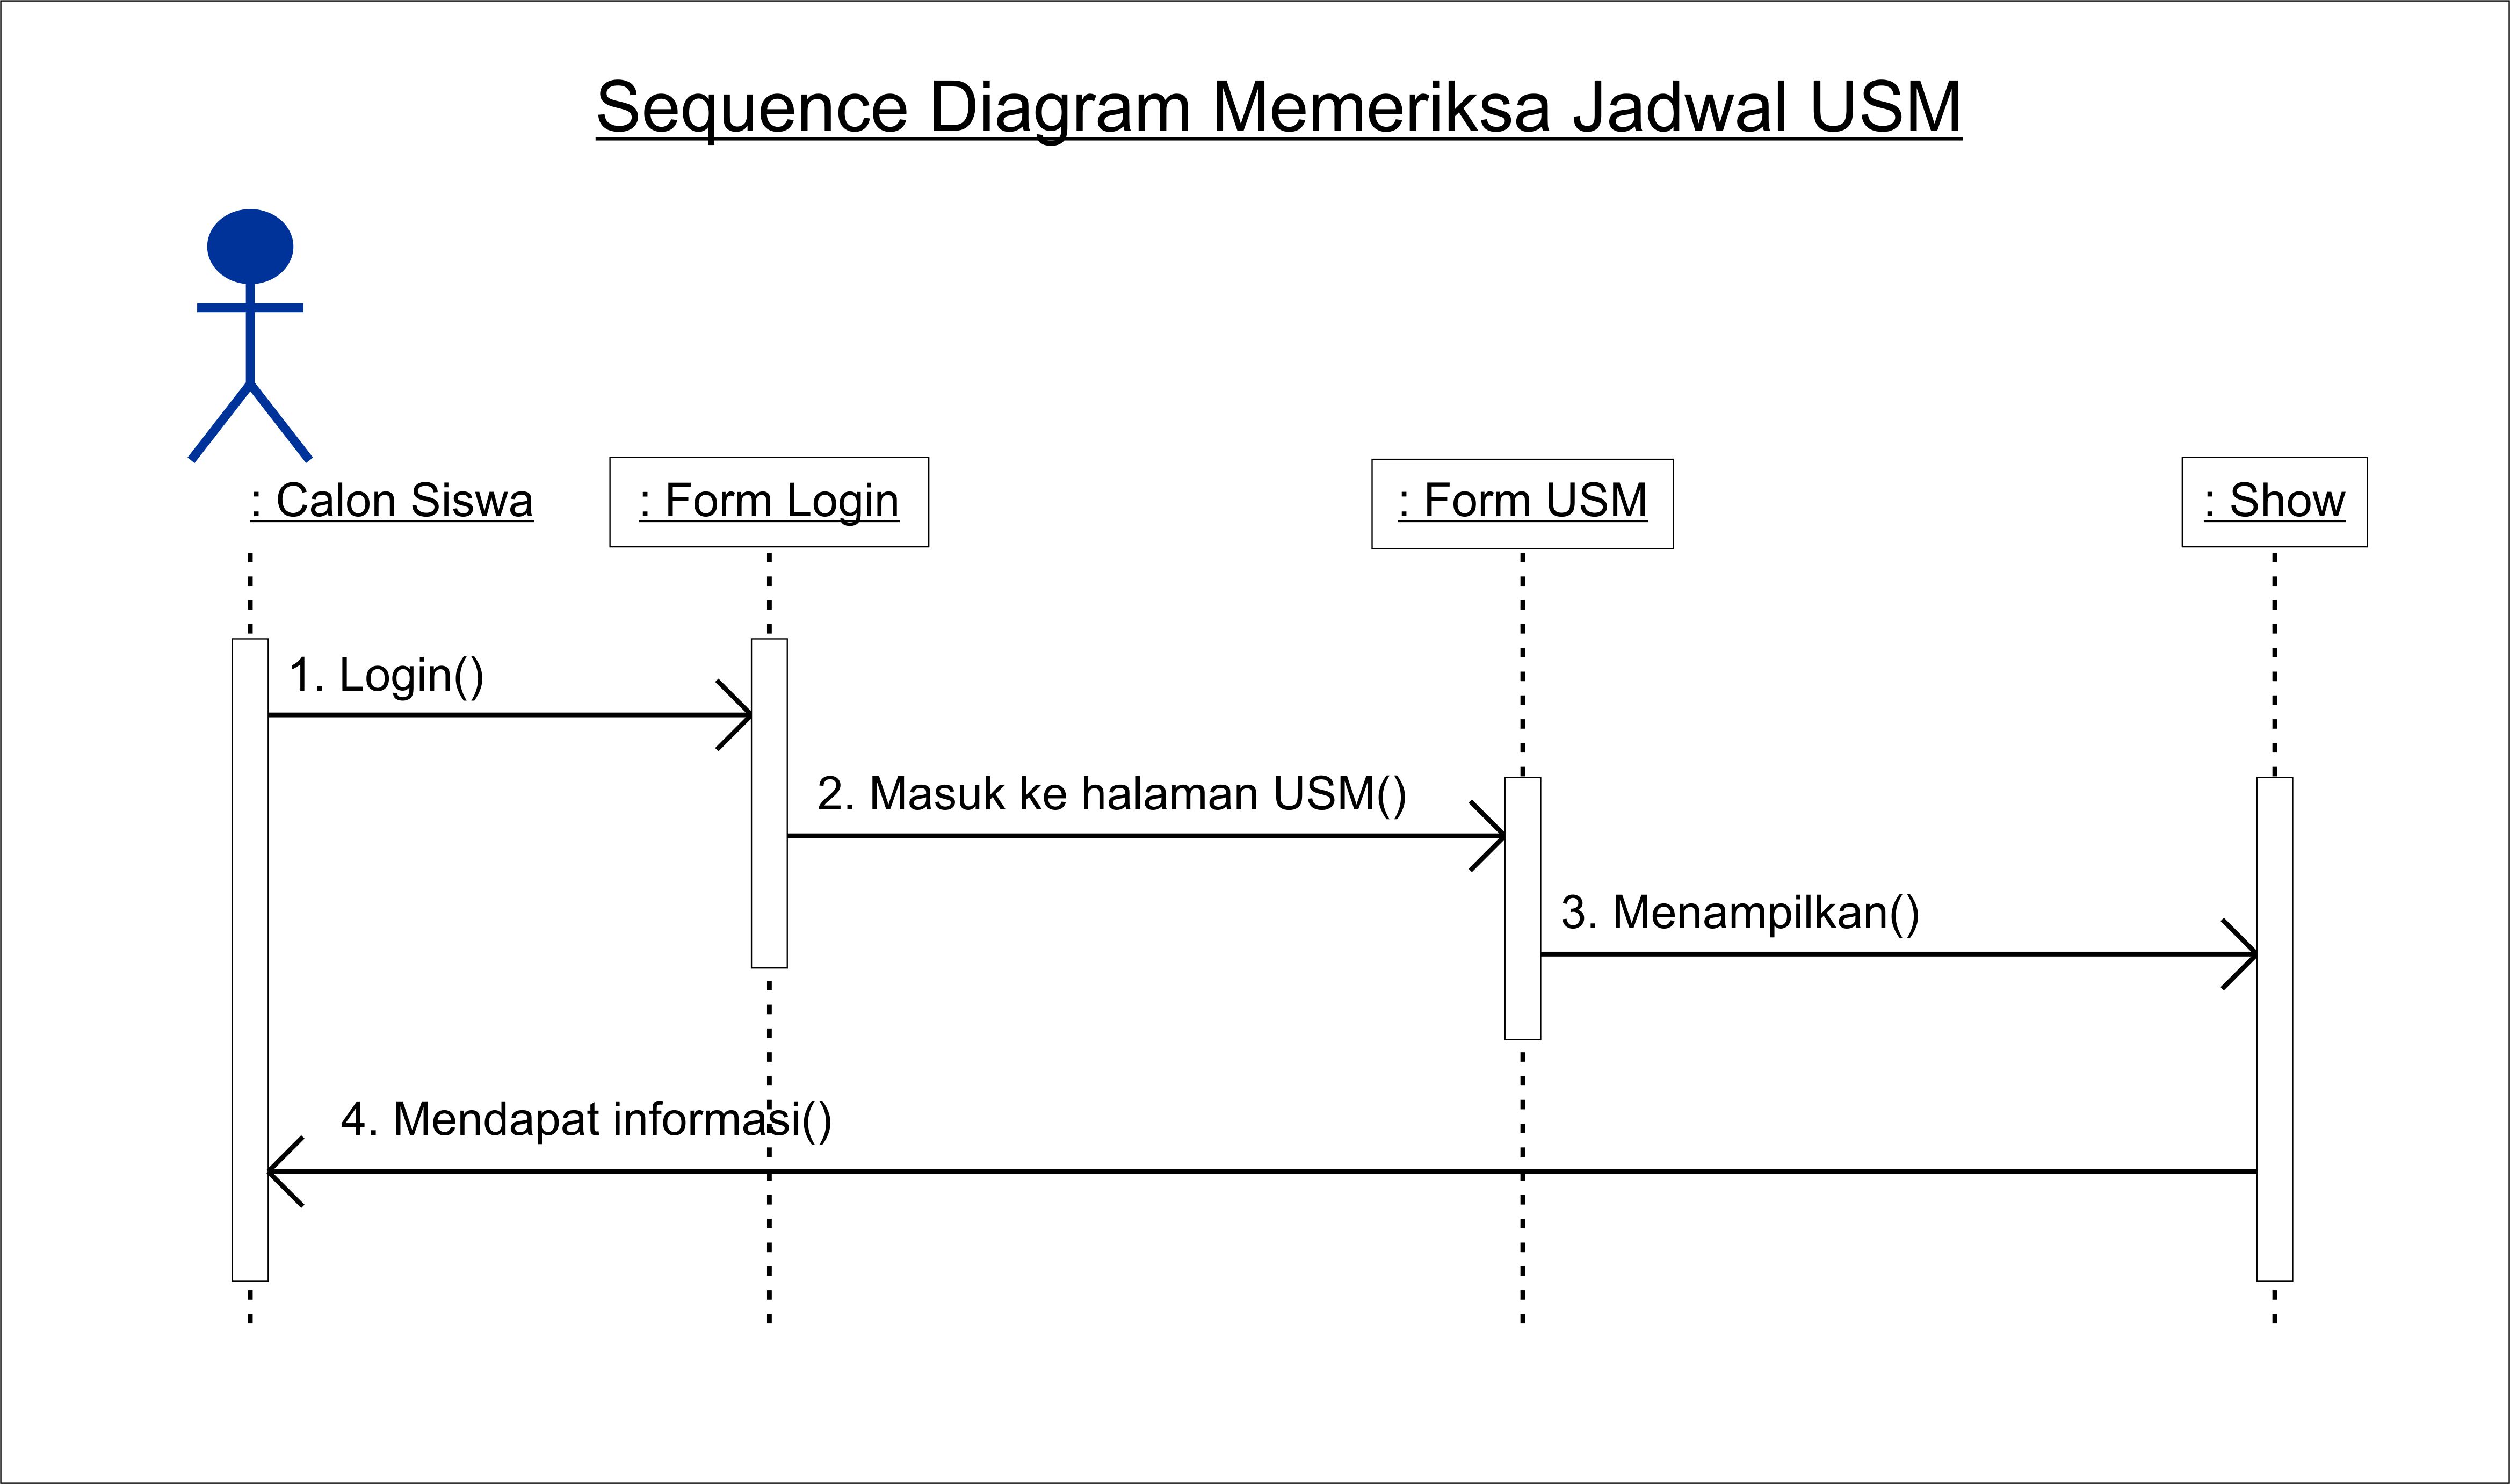 Sequence Diagram Memeriksa Jadwal USM
: Calon Siswa
: Form Login
: Form USM
: Show
1. Login()
2. Masuk ke halaman USM()
3. Menampilkan()
4. Mendapat informasi()